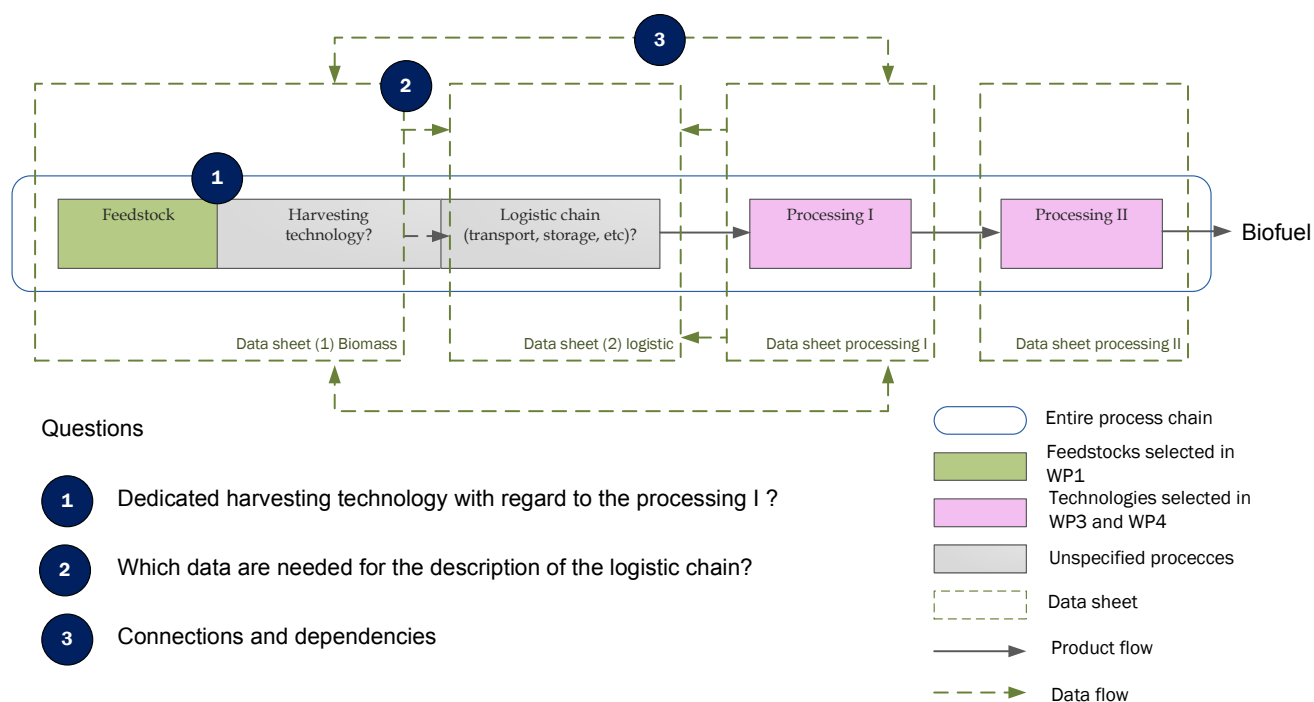 3
2
1
Feedstock
Harvesting
technology?
Logistic chain
(transport, storage, etc)?
Processing I
Processing II
Biofuel
Data sheet (1) Biomass
Data sheet (2) logistic
Data sheet processing I
Data sheet processing II
Questions
1 Dedicated harvesting technology with regard to the processing I ?
2 Which data are needed for the description of the logistic chain?
3 Connections and dependencies
Entire process chain
Feedstocks selected in
WP1
Technologies selected in
WP3 and WP4
Unspecified procecces
Data sheet
Product flow
Data flow